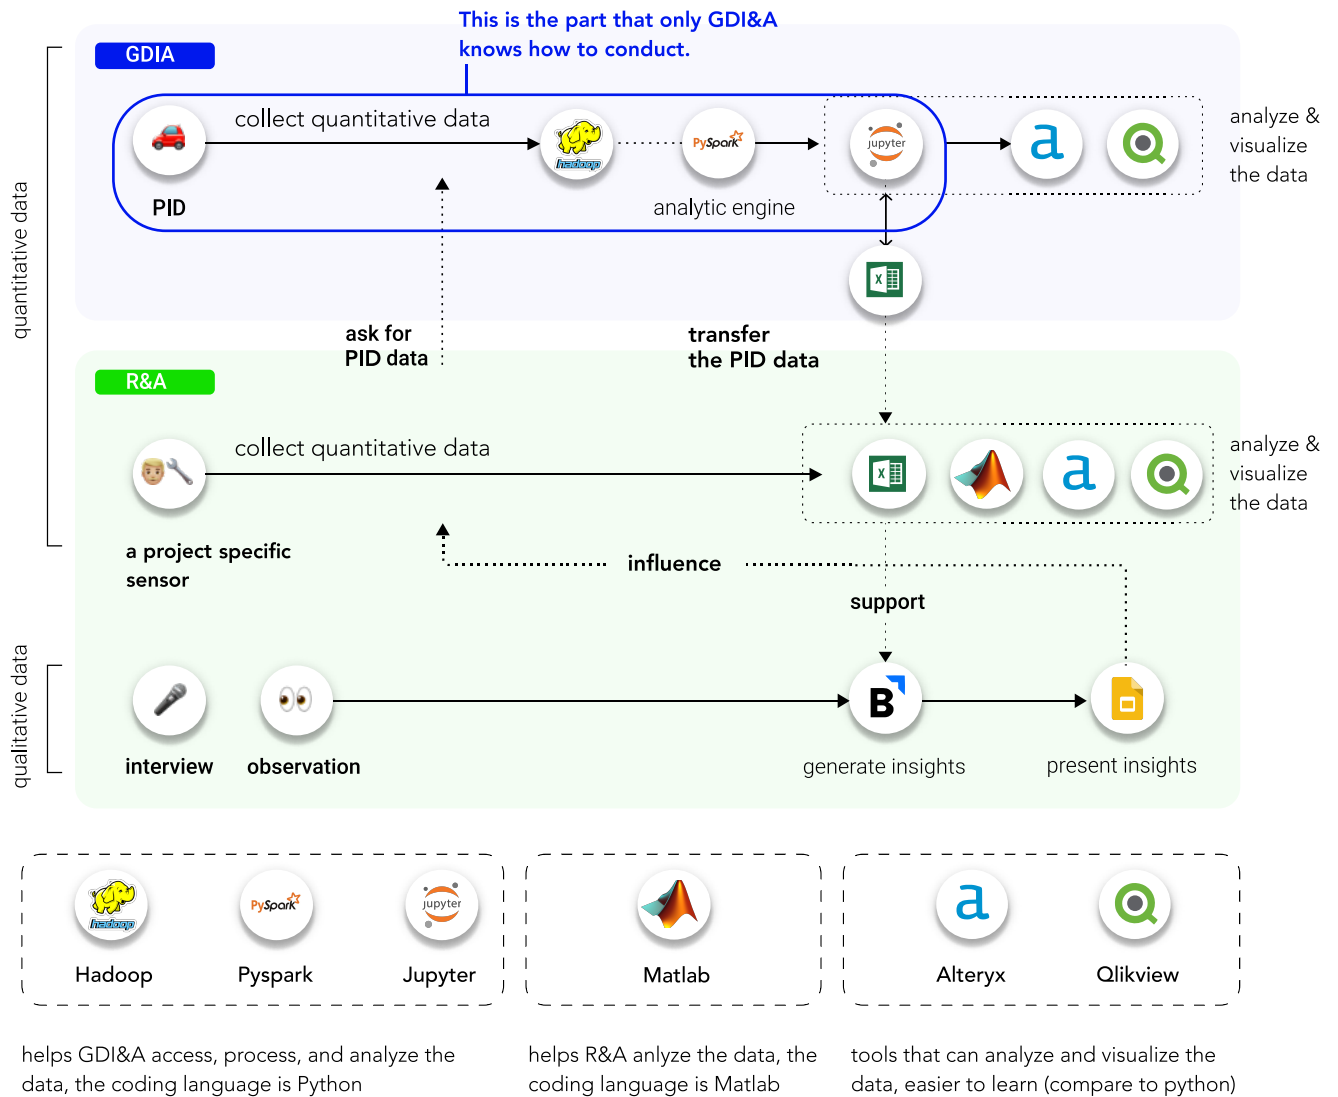 This is the part that only GDI&A
knows how to conduct.
GDIA
collect quantitative data
hadoop
PySpark
jupyter
a
analyze &
visualize
the data
PID
analytic engine
X
quantitative data
ask for
PID data
transfer
the PID data
R&A
collect quantitative data
X
a
analyze &
visualize
the data
a project specific
sensor
influence
support
qualitative data
B
interview
observation
generate insights
present insights
hadoop
PySpark
jupyter
a
Hadoop
Pyspark
Jupyter
Matlab
Alteryx
Qlikview
helps GDI&A access, process, and analyze the
data, the coding language is Python
helps R&A anlyze the data, the
coding language is Matlab
tools that can analyze and visualize the
data, easier to learn (compare to python)